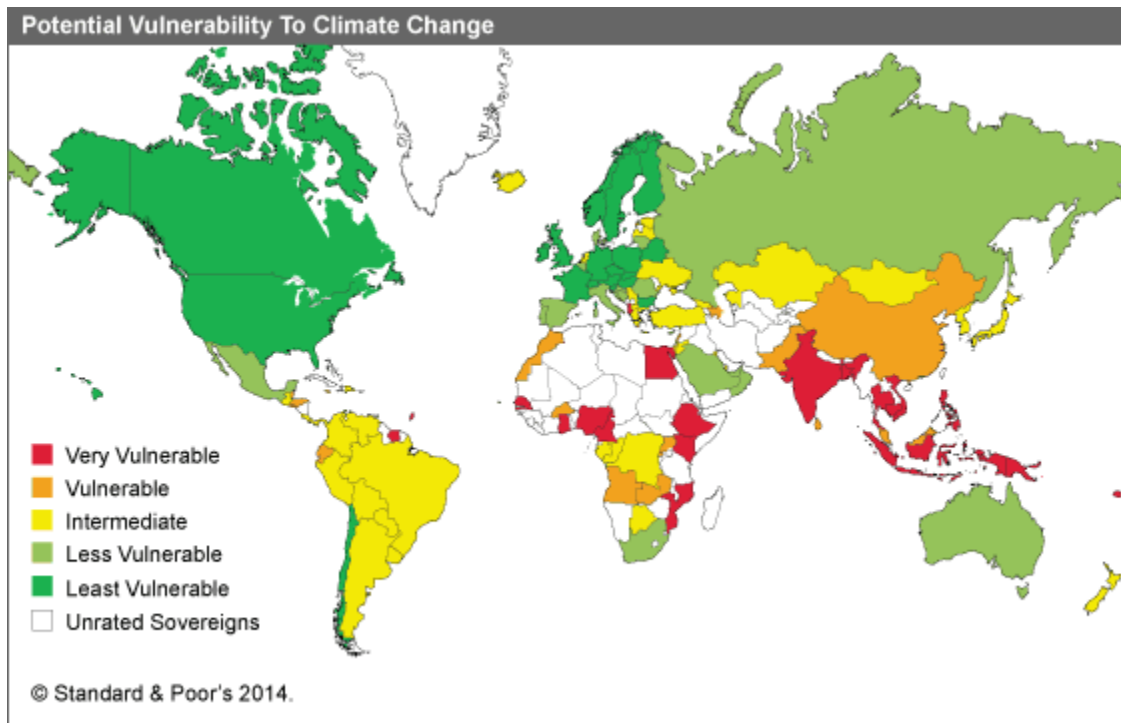 Potential Vulnerability To Climate Change
Very Vulnerable
Vulnerable
Intermediate
Less Vulnerable
Least Vulnerable
Unrated Sovereigns
© Standard & Poor's 2014.